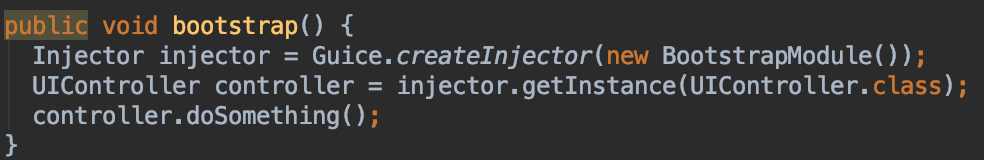 public void bootstrap() {
  Injector injector = Guice.createInjector(new BootstrapModule());
  UIController controller = injector.getInstance(UIController.class);
  controller.doSomething();
}